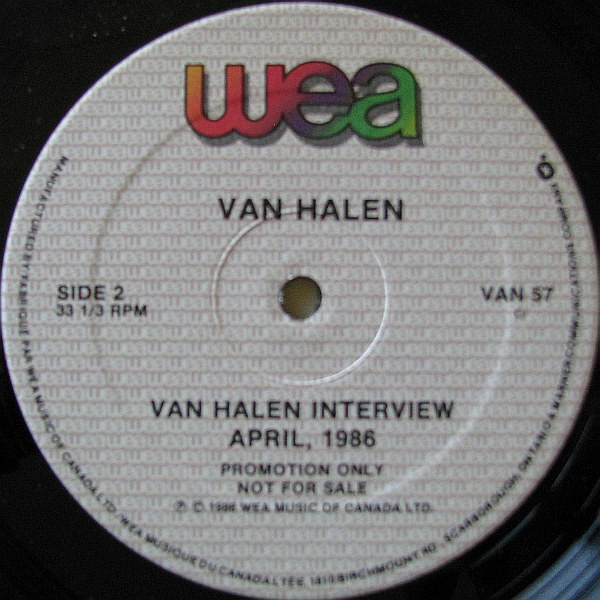 wea
VAN HALEN
SIDE 2
33 1/3 RPM
VAN 57
VAN HALEN INTERVIEW
APRIL, 1986
PROMOTION ONLY
NOT FOR SALE
℗ © 1986 WEA MUSIC OF CANADA LTD.
MANUFACTURED BY/FABRIQUE PAR WEA MUSIC OF CANADA LTD./WEA MUSIQUE DU CANADA LTEE, 1810 BIRCHMOUNT RD., SCARBOROUGH, ONTARIO A WARNER COMMUNICATIONS COMPANY